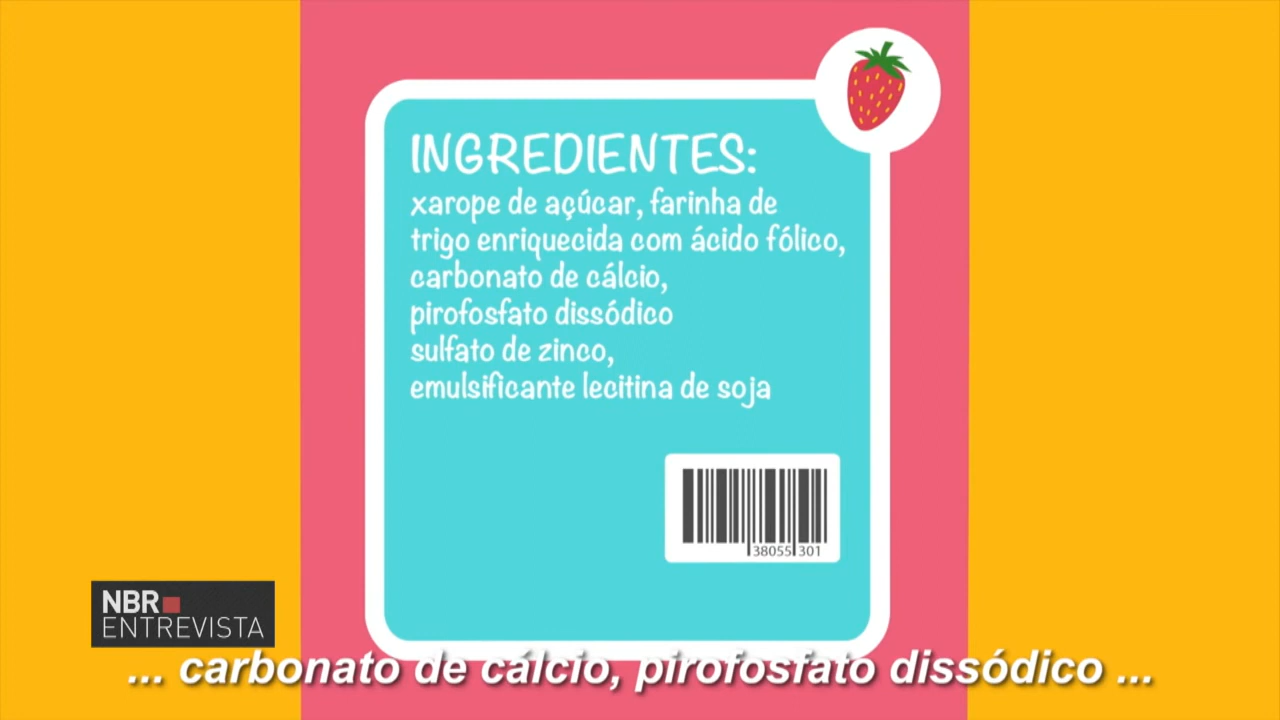 INGREDIENTES:
xarope de açúcar, farinha de
trigo enriquecida com ácido fólico,
carbonato de cálcio,
pirofosfato dissódico
sulfato de zinco,
emulsificante lecitina de soja
38055 301
NBR
ENTREVISTA
... carbonato de cálcio, pirofosfato dissódico ...